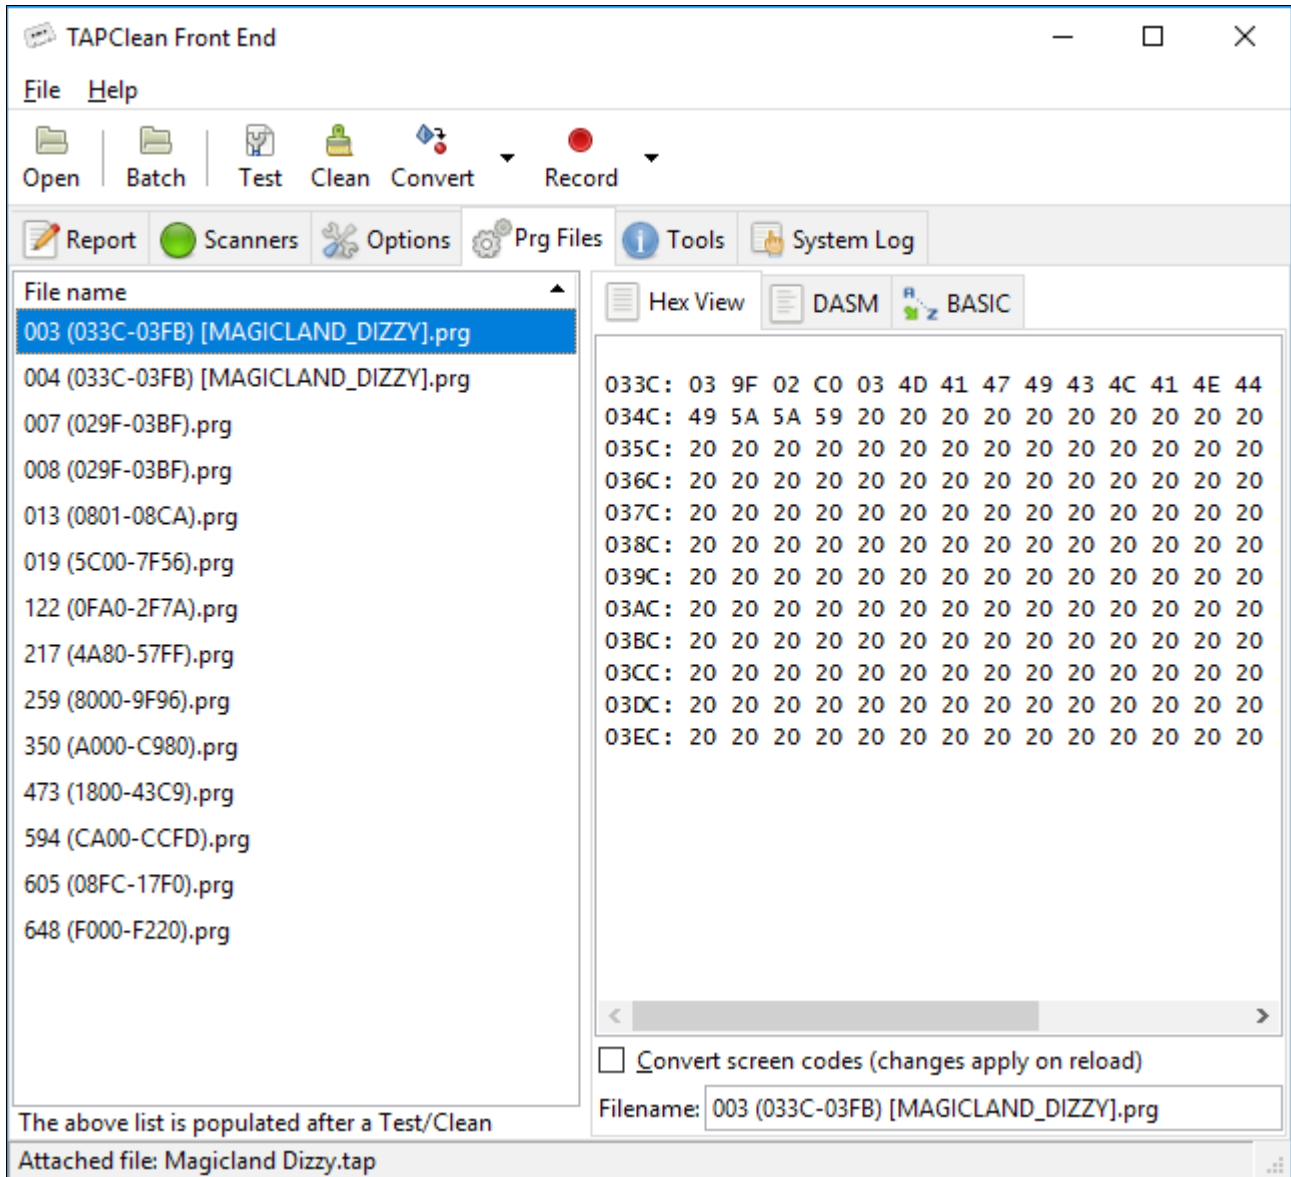 TAPClean Front End
File Help
Open Batch Test Clean Convert Record
Report Scanners Options Prg Files Tools System Log
File name
003 (033C-03FB) [MAGICLAND_DIZZY].prg
004 (033C-03FB) [MAGICLAND_DIZZY].prg
007 (029F-03BF).prg
008 (029F-03BF).prg
013 (0801-08CA).prg
019 (5C00-7F56).prg
122 (0FA0-2F7A).prg
217 (4A80-57FF).prg
259 (8000-9F96).prg
350 (A000-C980).prg
473 (1800-43C9).prg
594 (CA00-CCFD).prg
605 (08FC-17F0).prg
648 (F000-F220).prg
The above list is populated after a Test/Clean
Hex View DASM BASIC
033C: 03 9F 02 C0 03 4D 41 47 49 43 4C 41 4E 44
034C: 49 5A 5A 59 20 20 20 20 20 20 20 20 20 20
035C: 20 20 20 20 20 20 20 20 20 20 20 20 20 20
036C: 20 20 20 20 20 20 20 20 20 20 20 20 20 20
037C: 20 20 20 20 20 20 20 20 20 20 20 20 20 20
038C: 20 20 20 20 20 20 20 20 20 20 20 20 20 20
039C: 20 20 20 20 20 20 20 20 20 20 20 20 20 20
03AC: 20 20 20 20 20 20 20 20 20 20 20 20 20 20
03BC: 20 20 20 20 20 20 20 20 20 20 20 20 20 20
03CC: 20 20 20 20 20 20 20 20 20 20 20 20 20 20
03DC: 20 20 20 20 20 20 20 20 20 20 20 20 20 20
03EC: 20 20 20 20 20 20 20 20 20 20 20 20 20 20
Convert screen codes (changes apply on reload)
Filename: 003 (033C-03FB) [MAGICLAND_DIZZY].prg
Attached file: Magicland Dizzy.tap